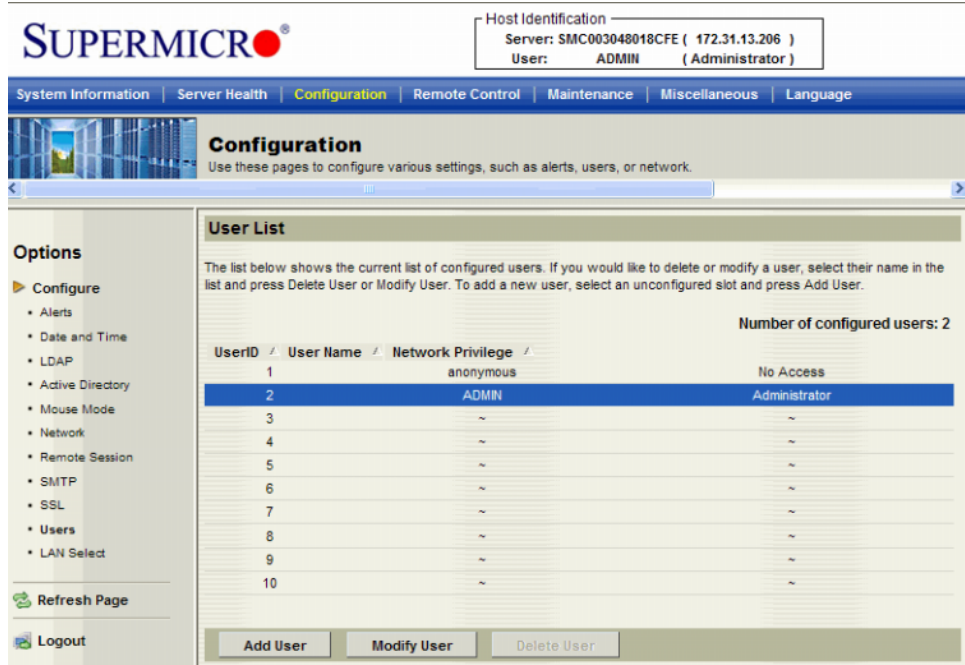 SUPERMICRO®
Host Identification
Server: SMC003048018CFE ( 172.31.13.206 )
User: ADMIN ( Administrator )
System Information | Server Health | Configuration | Remote Control | Maintenance | Miscellaneous | Language
Configuration
Use these pages to configure various settings, such as alerts, users, or network.
Options
Configure
• Alerts
• Date and Time
• LDAP
• Active Directory
• Mouse Mode
• Network
• Remote Session
• SMTP
• SSL
• Users
• LAN Select
Refresh Page
Logout
User List
The list below shows the current list of configured users. If you would like to delete or modify a user, select their name in the
list and press Delete User or Modify User. To add a new user, select an unconfigured slot and press Add User.
Number of configured users: 2
UserID / User Name / Network Privilege /
1 anonymous No Access
2 ADMIN Administrator
3 ~ ~
4 ~ ~
5 ~ ~
6 ~ ~
7 ~ ~
8 ~ ~
9 ~ ~
10 ~ ~
Add User Modify User Delete User